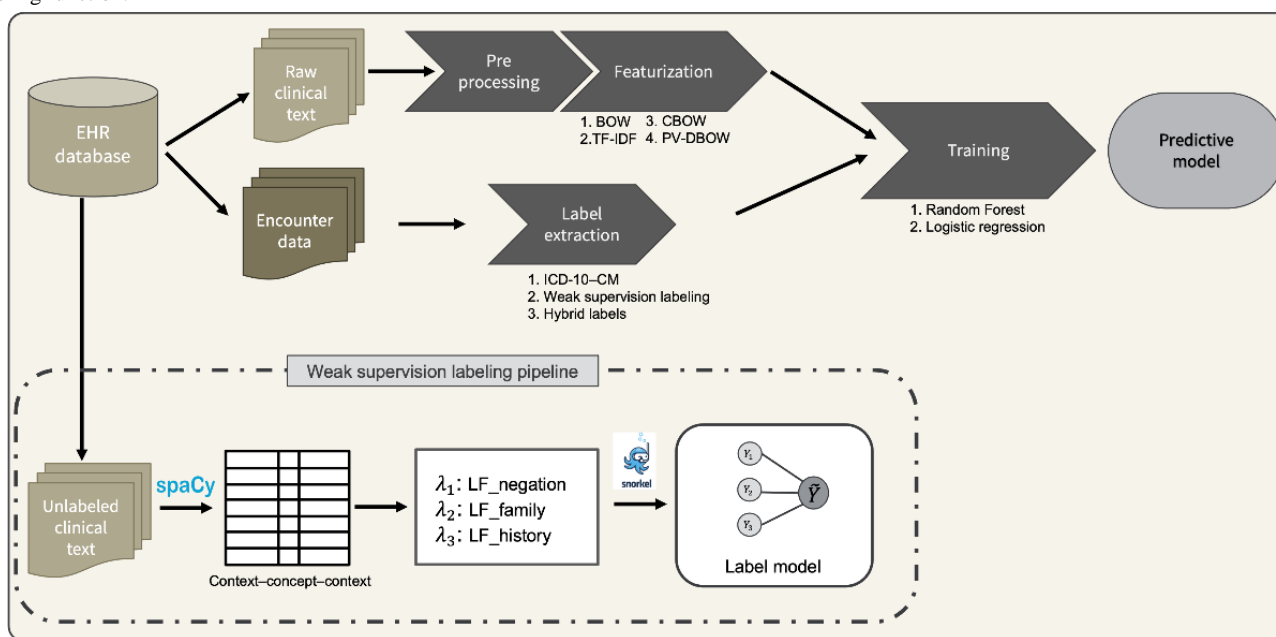 EHR
database
Raw
clinical
text
Pre
processing
Featurization
1. BOW 3. CBOW
2.TF-IDF 4. PV-DBOW
Encounter
data
Label
extraction
1. ICD-10–CM
2. Weak supervision labeling
3. Hybrid labels
Training
1. Random Forest
2. Logistic regression
Predictive
model
Weak supervision labeling pipeline
Unlabeled
clinical
text
spaCy
Context–concept–context
λ₁: LF_negation
λ₂: LF_family
λ₃: LF_history
snorkel
Y₁
Y₂
Y₃
Ỹ
Label model